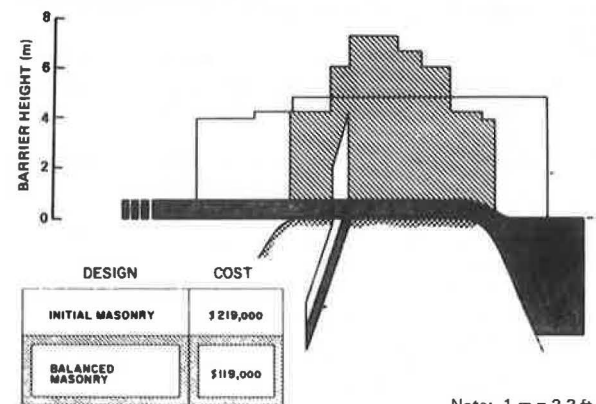 8
6
4
2
0
BARRIER HEIGHT (m)
DESIGN COST
INITIAL MASONRY $219,000
BALANCED MASONRY $119,000